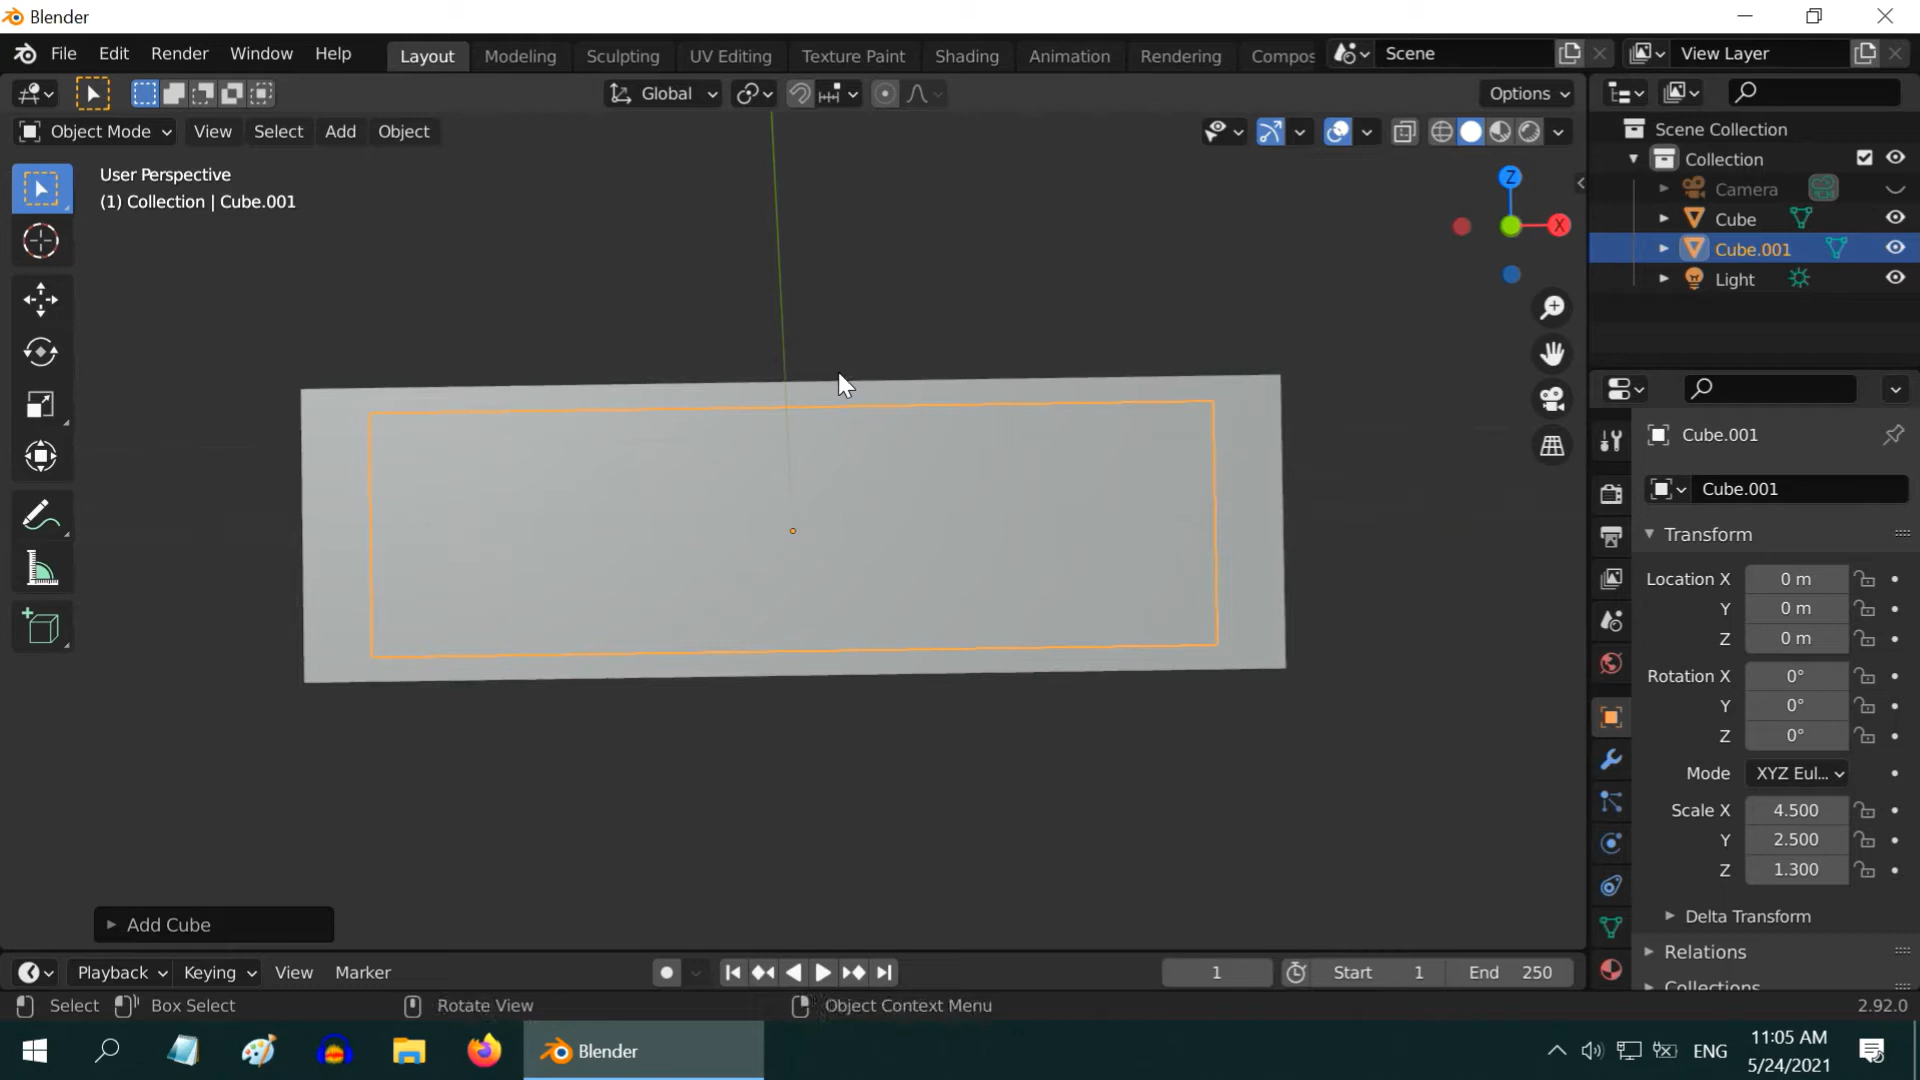 Blender
File Edit Render Window Help Layout Modeling Sculpting UV Editing Texture Paint Shading Animation Rendering Compos Scene View Layer
Global Options
Object Mode View Select Add Object
User Perspective
(1) Collection | Cube.001
Z
X
Scene Collection
Collection
Camera
Cube
Cube.001
Light
Cube.001
Cube.001
Transform
Location X 0 m
Y 0 m
Z 0 m
Rotation X 0°
Y 0°
Z 0°
Mode XYZ Eul...
Scale X 4.500
Y 2.500
Z 1.300
Delta Transform
Relations
Collections
Add Cube
Playback Keying View Marker 1 Start 1 End 250
Select Box Select Rotate View Object Context Menu 2.92.0
Blender ENG
11:05 AM
5/24/2021